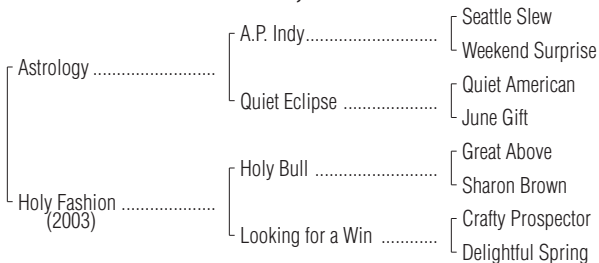 Seattle Slew
A.P. Indy
Weekend Surprise
Astrology
Quiet American
Quiet Eclipse
June Gift
Great Above
Holy Bull
Sharon Brown
Holy Fashion
(2003)
Crafty Prospector
Looking for a Win
Delightful Spring